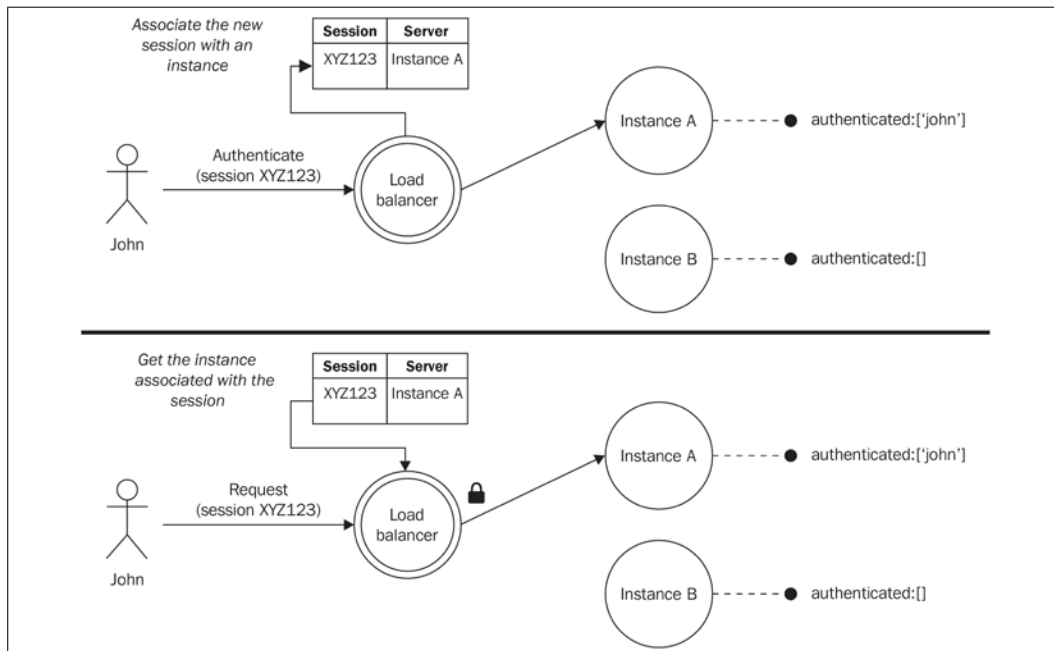 Associate the new
session with an
instance
Session Server
XYZ123 Instance A
Authenticate
(session XYZ123)
John
Load
balancer
Instance A
authenticated:[‘john’]
Instance B
authenticated:[]
Get the instance
associated with the
session
Session Server
XYZ123 Instance A
Request
(session XYZ123)
John
Load
balancer
Instance A
authenticated:[‘john’]
Instance B
authenticated:[]